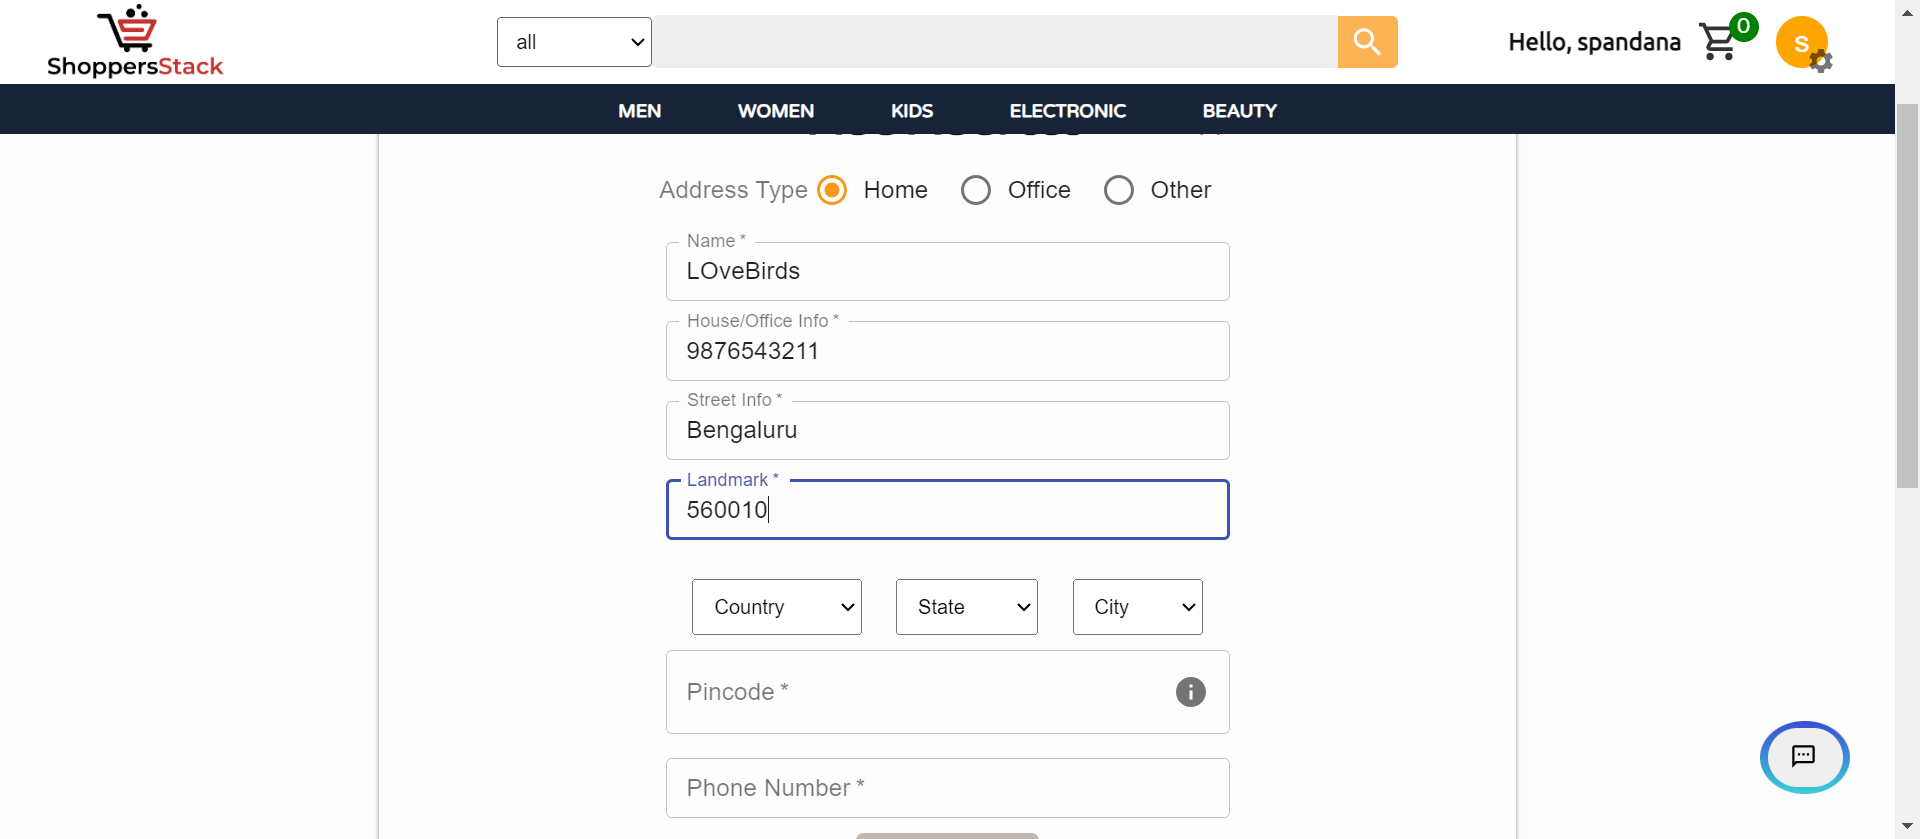 ShoppersStack
all
Hello, spandana
0
S
MEN WOMEN KIDS ELECTRONIC BEAUTY
Address Type Home Office Other
Name *
LOveBirds
House/Office Info *
9876543211
Street Info *
Bengaluru
Landmark *
560010
Country State City
Pincode *
Phone Number *